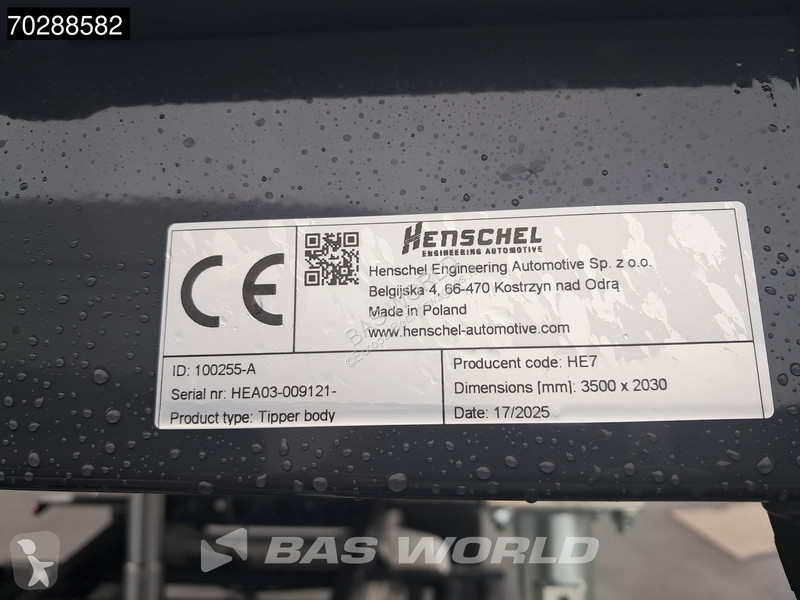 70288582
CE
HENSCHEL
ENGINEERING AUTOMOTIVE
Henschel Engineering Automotive Sp. z o.o.
Belgijska 4, 66-470 Kostrzyn nad Odrą
Made in Poland
www.henschel-automotive.com
ID: 100255-A
Serial nr: HEA03-009121-
Product type: Tipper body
Producent code: HE7
Dimensions [mm]: 3500 x 2030
Date: 17/2025
BAS WORLD
BAS WORLD